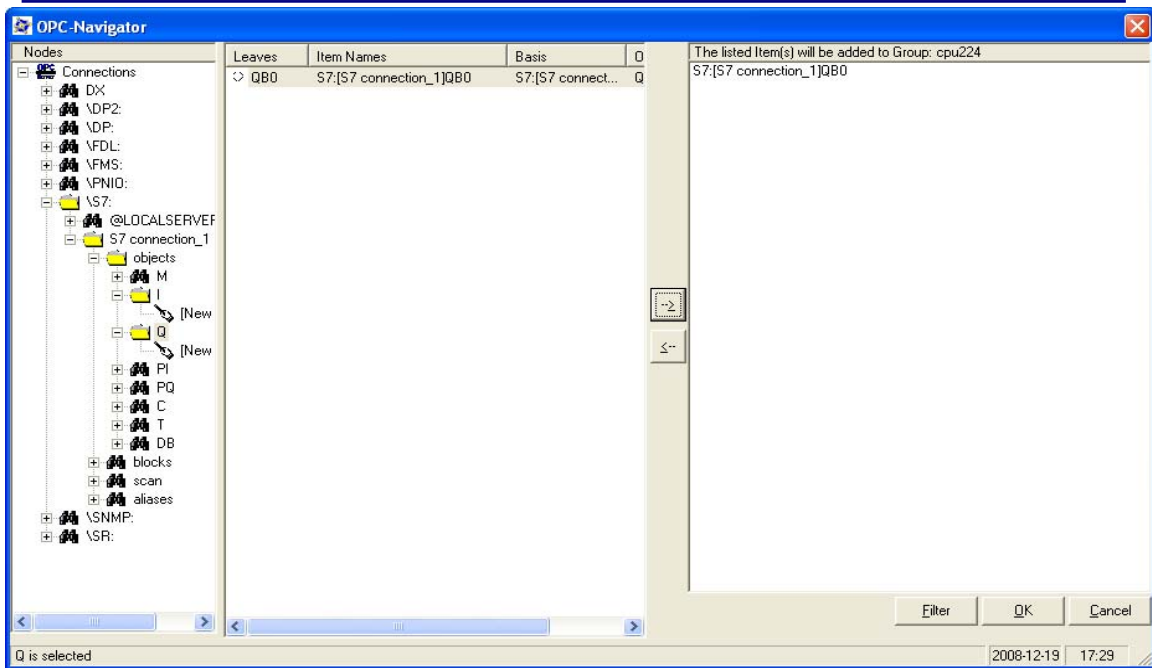 OPC-Navigator
Nodes
Connections
DX
\DP2:
\DP:
\FDL:
\FMS:
\PNIO:
\S7:
@LOCALSERVER
S7 connection_1
objects
M
I
[New
Q
[New
PI
PQ
C
T
DB
blocks
scan
aliases
\SNMP:
\SR:
Leaves Item Names Basis O
QB0 S7:[S7 connection_1]QB0 S7:[S7 connect... Q
-->
<--
The listed Item(s) will be added to Group: cpu224
S7:[S7 connection_1]QB0
Filter OK Cancel
Q is selected 2008-12-19 17:29